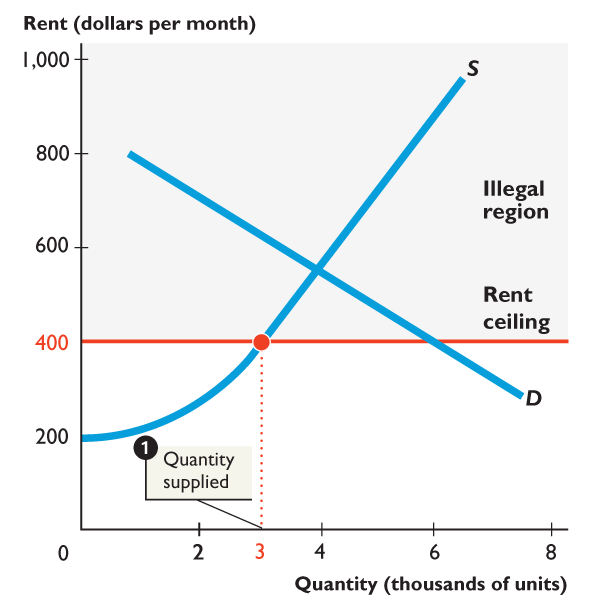 Rent (dollars per month)
1,000
S
800
Illegal
region
600
Rent
ceiling
400
D
200
1
Quantity
supplied
0
2
3
4
6
8
Quantity (thousands of units)